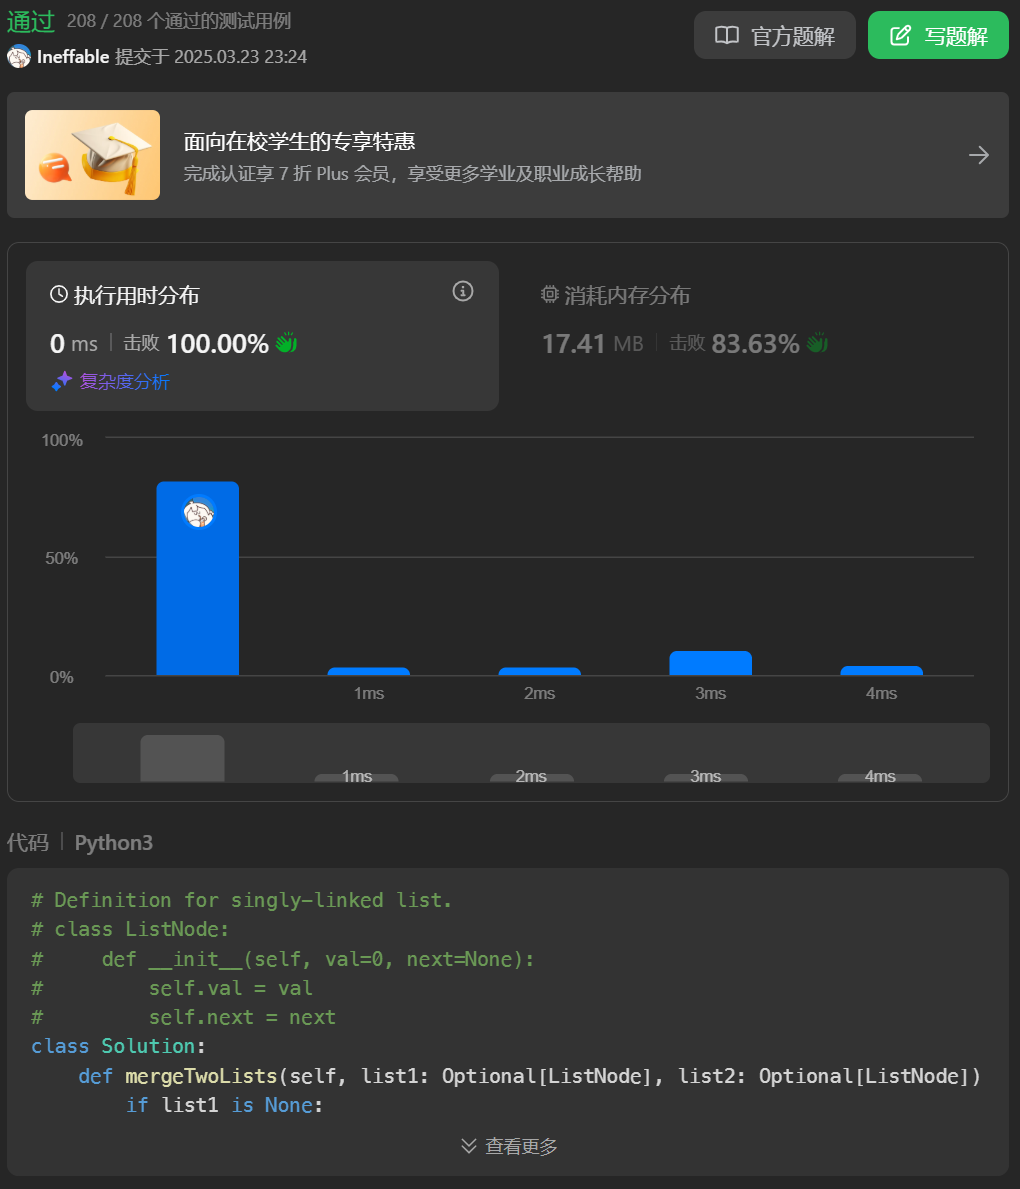 通过 208 / 208 个通过的测试用例
Ineffable 提交于 2025.03.23 23:24
官方题解
写题解
面向在校学生的专享特惠
完成认证享 7 折 Plus 会员，享受更多学业及职业成长帮助
执行用时分布
0 ms | 击败 100.00%
复杂度分析
消耗内存分布
17.41 MB | 击败 83.63%
100%
50%
0%
1ms 2ms 3ms 4ms
1ms 2ms 3ms 4ms
代码 | Python3
# Definition for singly-linked list.
# class ListNode:
#     def __init__(self, val=0, next=None):
#         self.val = val
#         self.next = next
class Solution:
    def mergeTwoLists(self, list1: Optional[ListNode], list2: Optional[ListNode])
        if list1 is None:
查看更多